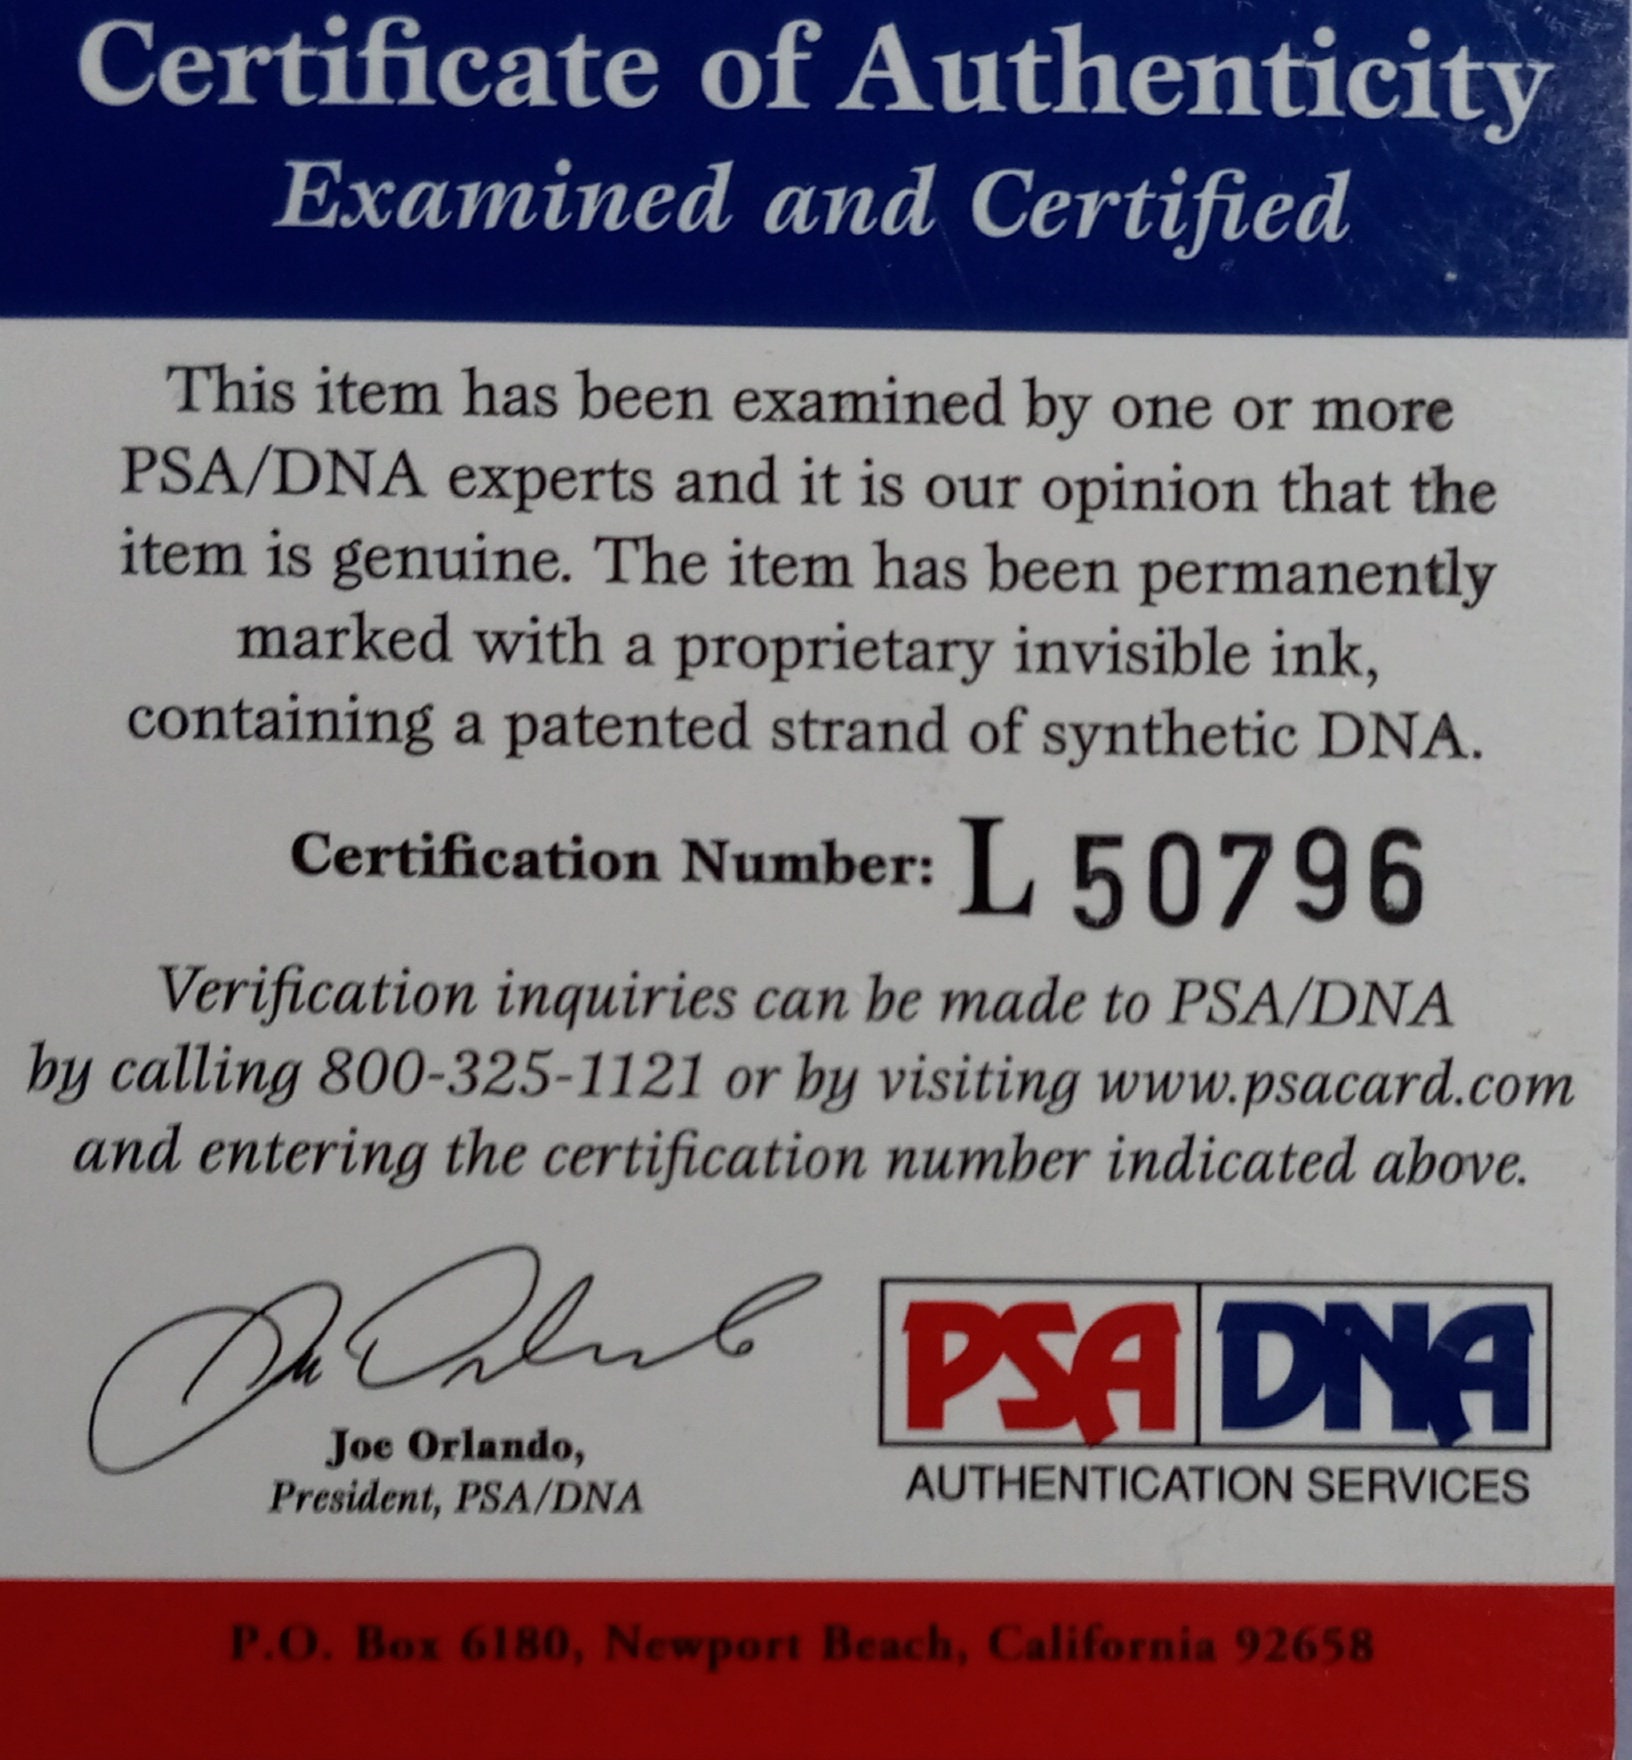 Certificate of Authenticity
Examined and Certified
This item has been examined by one or more
PSA/DNA experts and it is our opinion that the
item is genuine. The item has been permanently
marked with a proprietary invisible ink,
containing a patented strand of synthetic DNA.
Certification Number: L 50796
Verification inquiries can be made to PSA/DNA
by calling 800-325-1121 or by visiting www.psacard.com
and entering the certification number indicated above.
Joe Orlando,
President, PSA/DNA
PSA DNA
AUTHENTICATION SERVICES
P.O. Box 6180, Newport Beach, California 92658